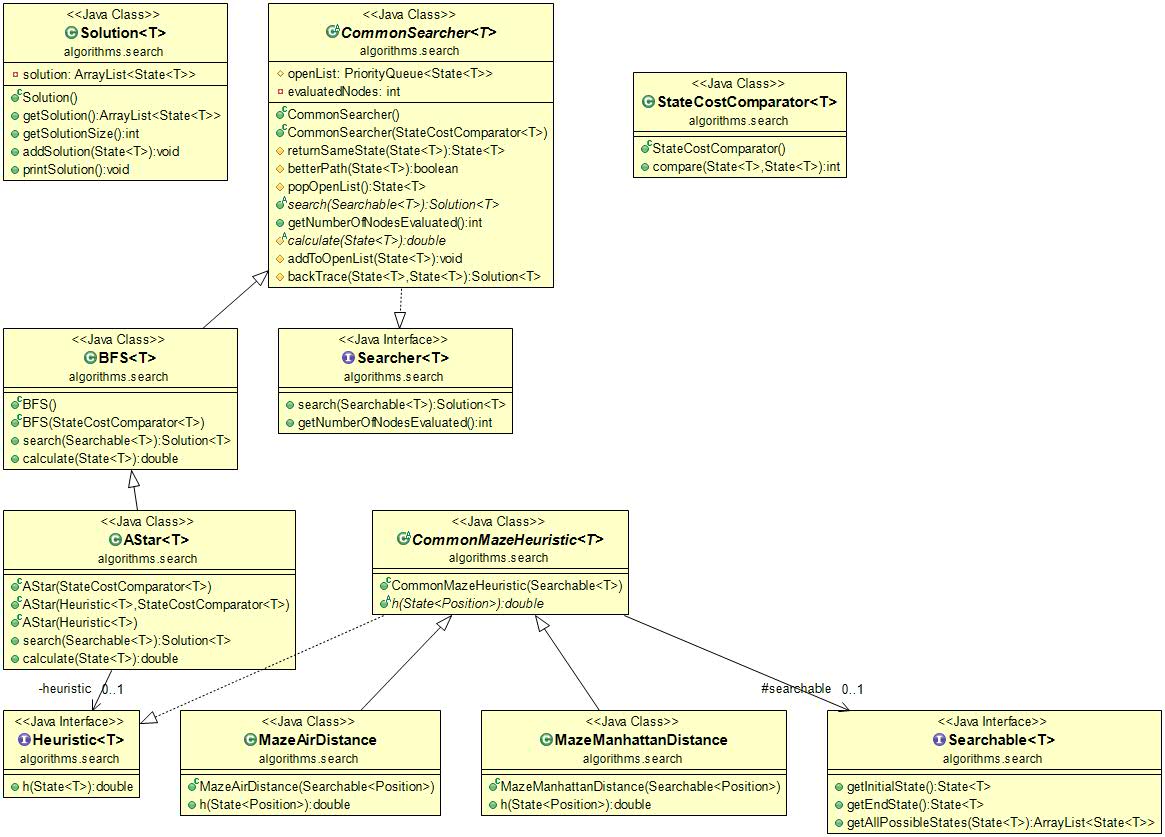 <<Java Class>>
Solution<T>
algorithms.search
solution: ArrayList<State<T>>
Solution()
getSolution():ArrayList<State<T>>
getSolutionSize():int
addSolution(State<T>):void
printSolution():void
<<Java Class>>
CommonSearcher<T>
algorithms.search
openList: PriorityQueue<State<T>>
evaluatedNodes: int
CommonSearcher()
CommonSearcher(StateCostComparator<T>)
returnSameState(State<T>):State<T>
betterPath(State<T>):boolean
popOpenList():State<T>
search(Searchable<T>):Solution<T>
getNumberOfNodesEvaluated():int
calculate(State<T>):double
addToOpenList(State<T>):void
backTrace(State<T>,State<T>):Solution<T>
<<Java Class>>
StateCostComparator<T>
algorithms.search
StateCostComparator()
compare(State<T>,State<T>):int
<<Java Class>>
BFS<T>
algorithms.search
BFS()
BFS(StateCostComparator<T>)
search(Searchable<T>):Solution<T>
calculate(State<T>):double
<<Java Interface>>
Searcher<T>
algorithms.search
search(Searchable<T>):Solution<T>
getNumberOfNodesEvaluated():int
<<Java Class>>
AStar<T>
algorithms.search
AStar(StateCostComparator<T>)
AStar(Heuristic<T>,StateCostComparator<T>)
AStar(Heuristic<T>)
search(Searchable<T>):Solution<T>
calculate(State<T>):double
<<Java Class>>
CommonMazeHeuristic<T>
algorithms.search
CommonMazeHeuristic(Searchable<T>)
h(State<Position>):double
-heuristic 0..1
#searchable 0..1
<<Java Interface>>
Heuristic<T>
algorithms.search
h(State<T>):double
<<Java Class>>
MazeAirDistance
algorithms.search
MazeAirDistance(Searchable<Position>)
h(State<Position>):double
<<Java Class>>
MazeManhattanDistance
algorithms.search
MazeManhattanDistance(Searchable<Position>)
h(State<Position>):double
<<Java Interface>>
Searchable<T>
algorithms.search
getInitialState():State<T>
getEndState():State<T>
getAllPossibleStates(State<T>):ArrayList<State<T>>